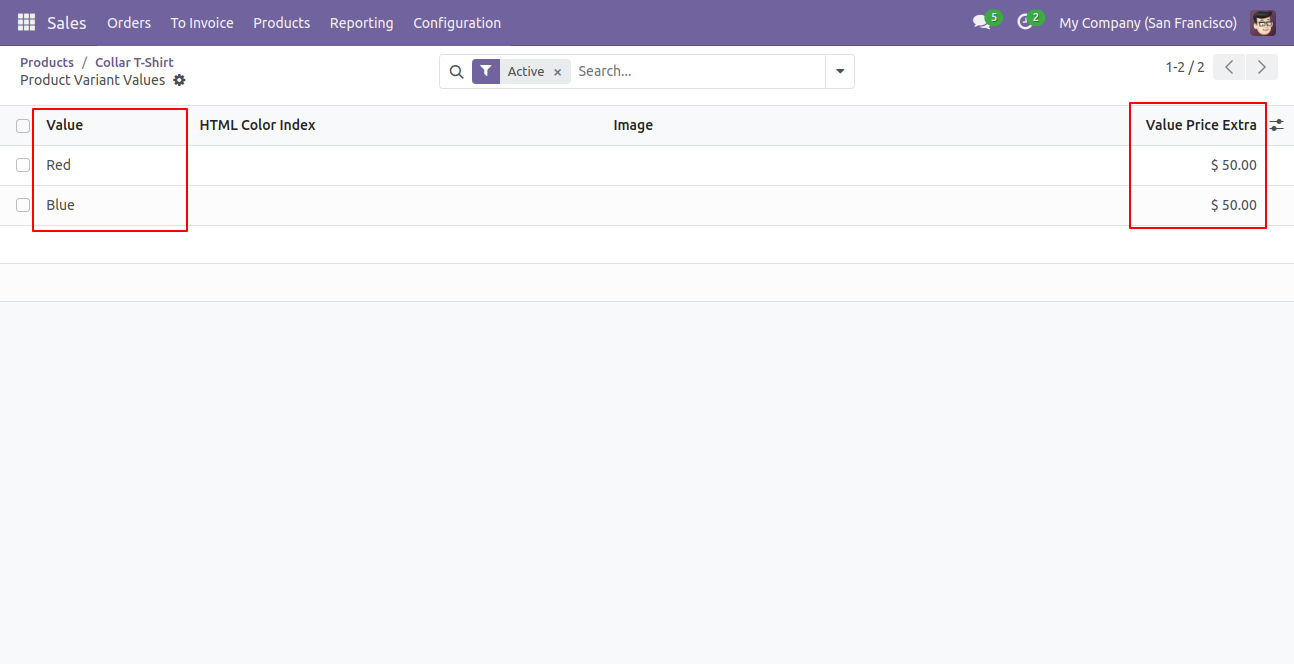 Sales Orders To Invoice Products Reporting Configuration 5 2 My Company (San Francisco)
Products / Collar T-Shirt
Product Variant Values
Active × Search...
1-2 / 2
Value HTML Color Index Image Value Price Extra
Red $ 50.00
Blue $ 50.00